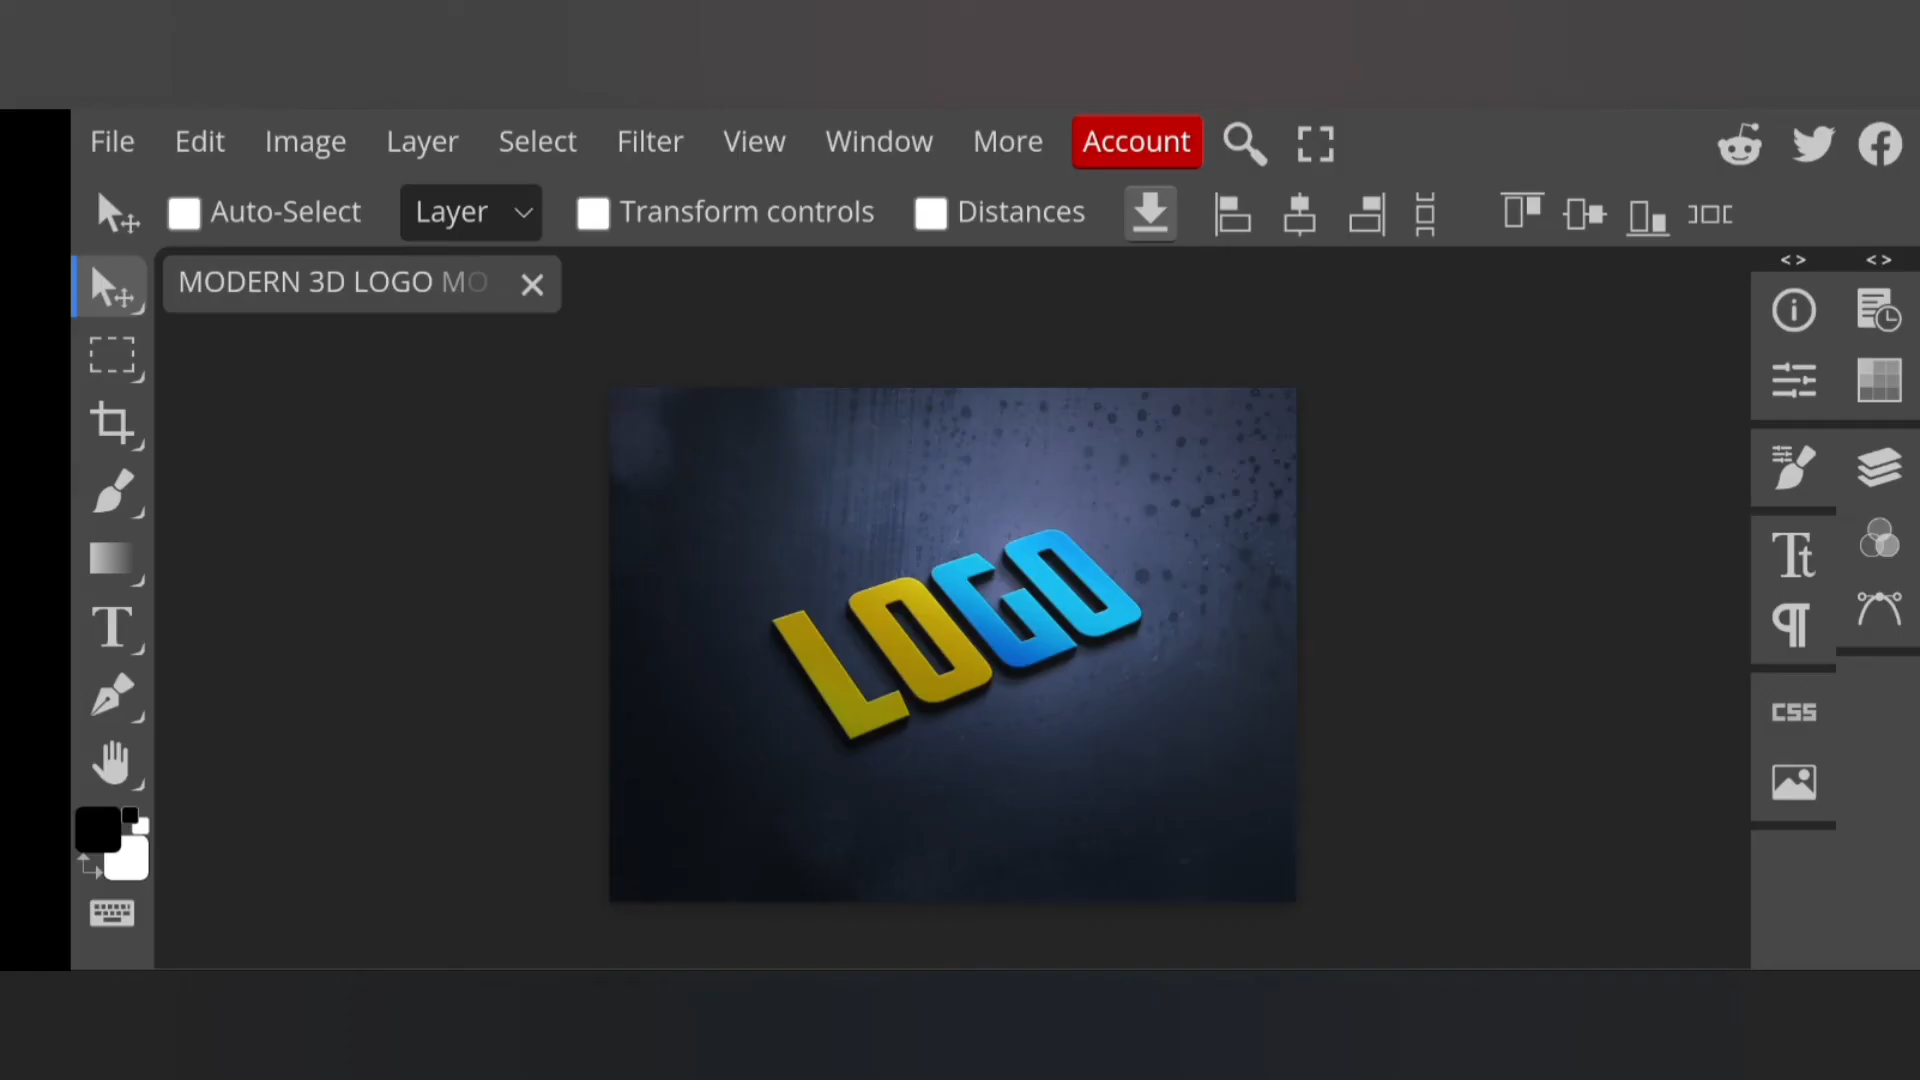 File Edit Image Layer Select Filter View Window More Account
Auto-Select Layer Transform controls Distances
MODERN 3D LOGO MO
LOGO
T
Tt
¶
CSS